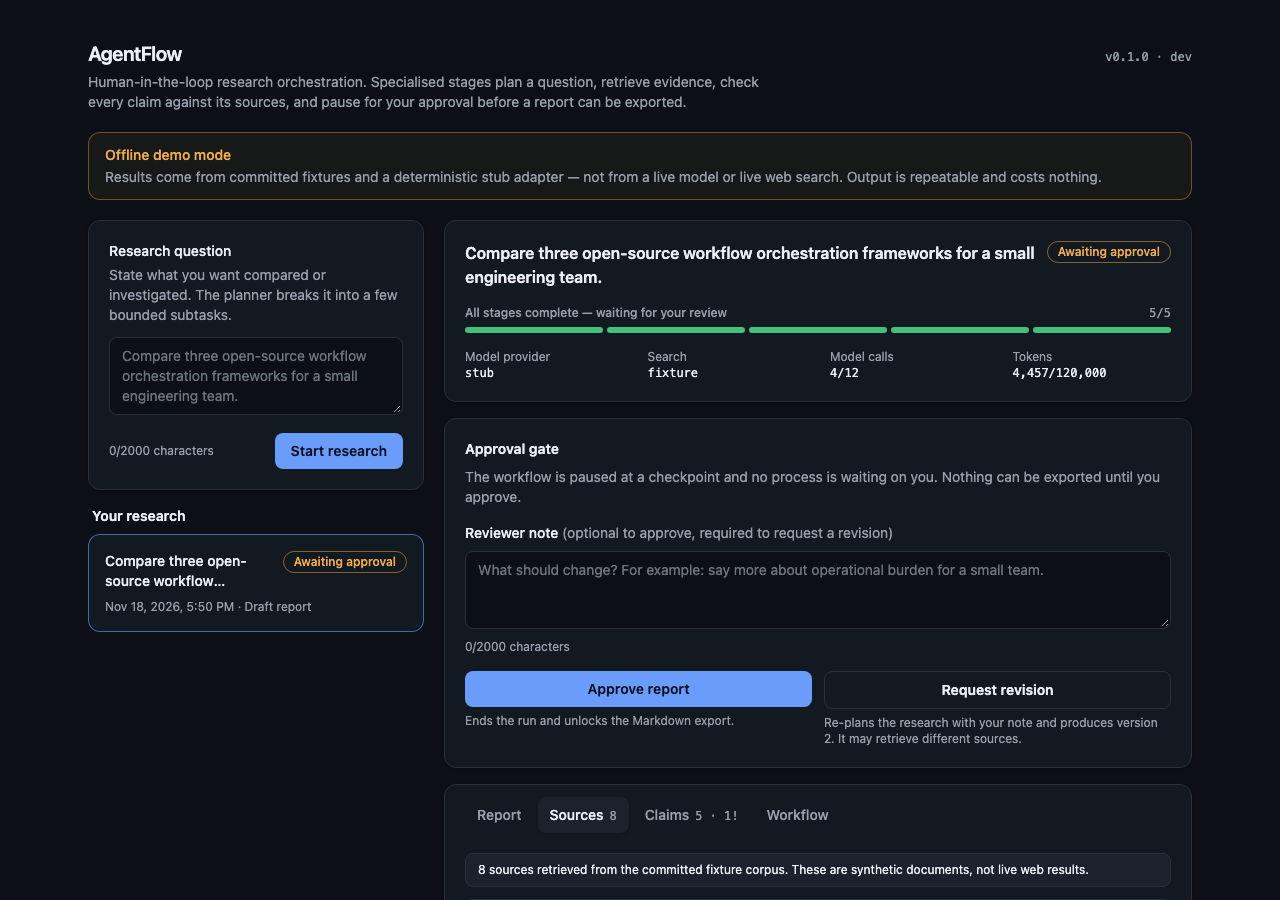 AgentFlow
v0.1.0 · dev
Human-in-the-loop research orchestration. Specialised stages plan a question, retrieve evidence, check
every claim against its sources, and pause for your approval before a report can be exported.
Offline demo mode
Results come from committed fixtures and a deterministic stub adapter — not from a live model or live web search. Output is repeatable and costs nothing.
Research question
State what you want compared or
investigated. The planner breaks it into a few
bounded subtasks.
Compare three open-source workflow
orchestration frameworks for a small
engineering team.
0/2000 characters
Start research
Your research
Compare three open-
source workflow...
Awaiting approval
Nov 18, 2026, 5:50 PM · Draft report
Compare three open-source workflow orchestration frameworks for a small
engineering team.
Awaiting approval
All stages complete — waiting for your review
5/5
Model provider
stub
Search
fixture
Model calls
4/12
Tokens
4,457/120,000
Approval gate
The workflow is paused at a checkpoint and no process is waiting on you. Nothing can be exported until you
approve.
Reviewer note (optional to approve, required to request a revision)
What should change? For example: say more about operational burden for a small team.
0/2000 characters
Approve report
Ends the run and unlocks the Markdown export.
Request revision
Re-plans the research with your note and produces version
2. It may retrieve different sources.
Report
Sources 8
Claims 5 · 1!
Workflow
8 sources retrieved from the committed fixture corpus. These are synthetic documents, not live web results.